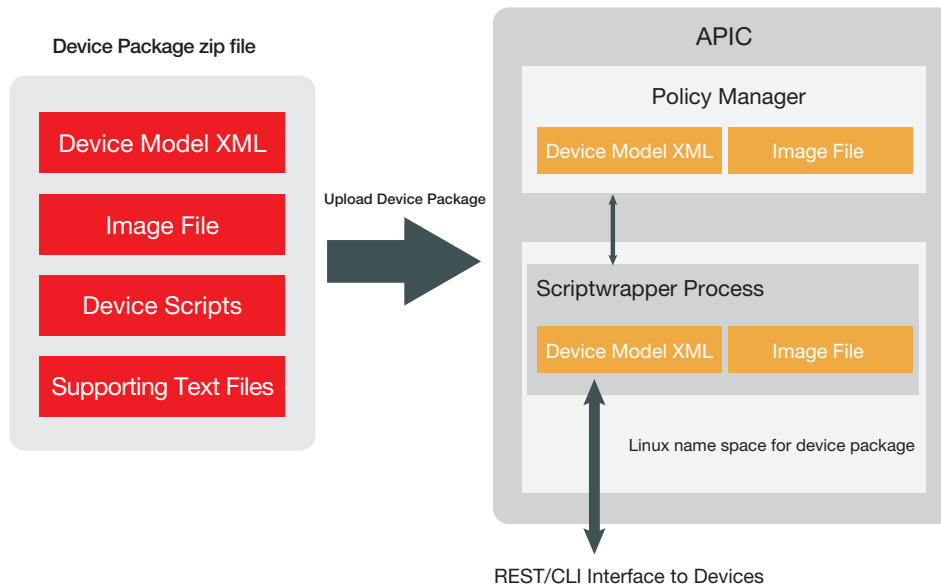 Device Package zip file
Device Model XML
Image File
Device Scripts
Supporting Text Files
Upload Device Package
APIC
Policy Manager
Device Model XML
Image File
Scriptwrapper Process
Device Model XML
Image File
Linux name space for device package
REST/CLI Interface to Devices